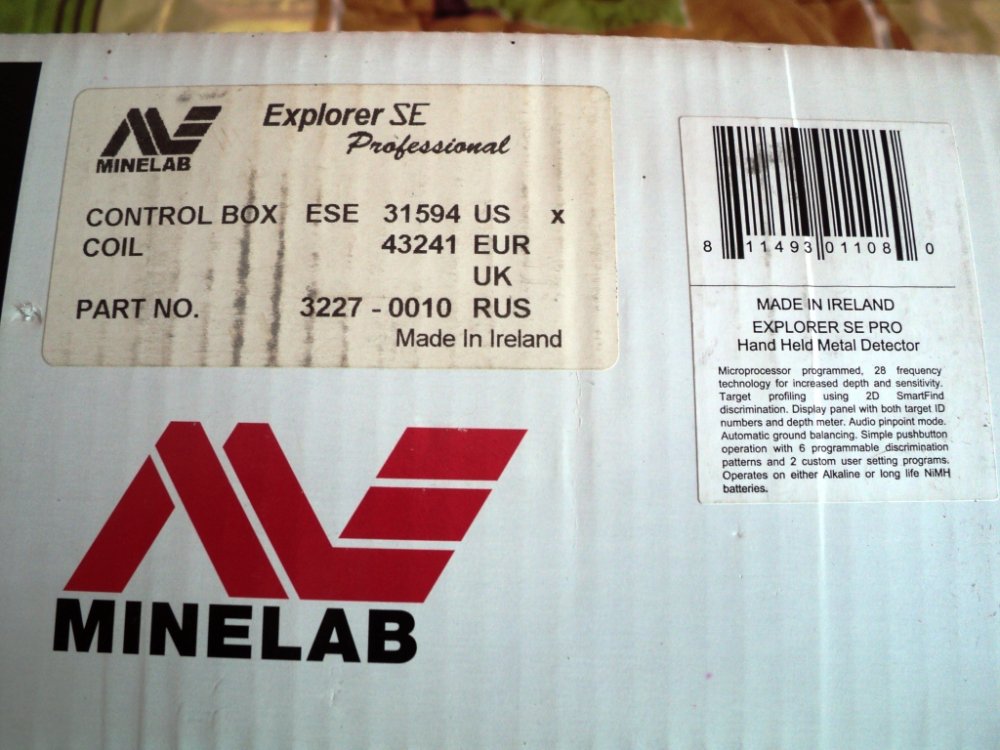 MINELAB
Explorer SE
Professional
CONTROL BOX ESE 31594 US x
COIL 43241 EUR
UK
PART NO. 3227 - 0010 RUS
Made In Ireland
8 11493 01108 0
MADE IN IRELAND
EXPLORER SE PRO
Hand Held Metal Detector
Microprocessor programmed, 28 frequency
technology for increased depth and sensitivity.
Target profiling using 2D SmartFind
discrimination. Display panel with both target ID
numbers and depth meter. Audio pinpoint mode.
Automatic ground balancing. Simple pushbutton
operation with 6 programmable discrimination
patterns and 2 custom user setting programs.
Operates on either Alkaline or long life NiMH
batteries.
MINELAB